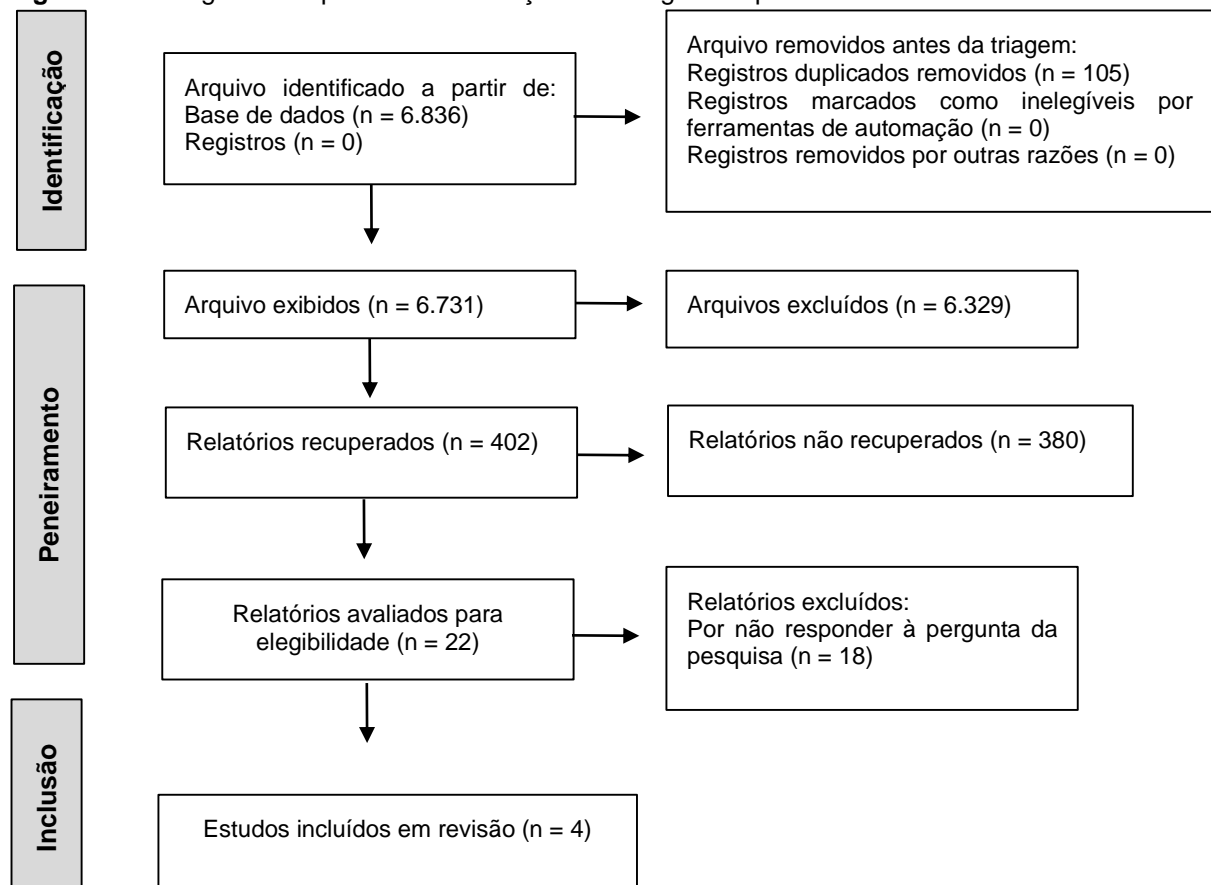 Identificação
Arquivo identificado a partir de:
Base de dados (n = 6.836)
Registros (n = 0)
Arquivo removidos antes da triagem:
Registros duplicados removidos (n = 105)
Registros marcados como inelegíveis por
ferramentas de automação (n = 0)
Registros removidos por outras razões (n = 0)
Peneiramento
Arquivo exibidos (n = 6.731)
Arquivos excluídos (n = 6.329)
Relatórios recuperados (n = 402)
Relatórios não recuperados (n = 380)
Relatórios avaliados para
elegibilidade (n = 22)
Relatórios excluídos:
Por não responder à pergunta da
pesquisa (n = 18)
Inclusão
Estudos incluídos em revisão (n = 4)